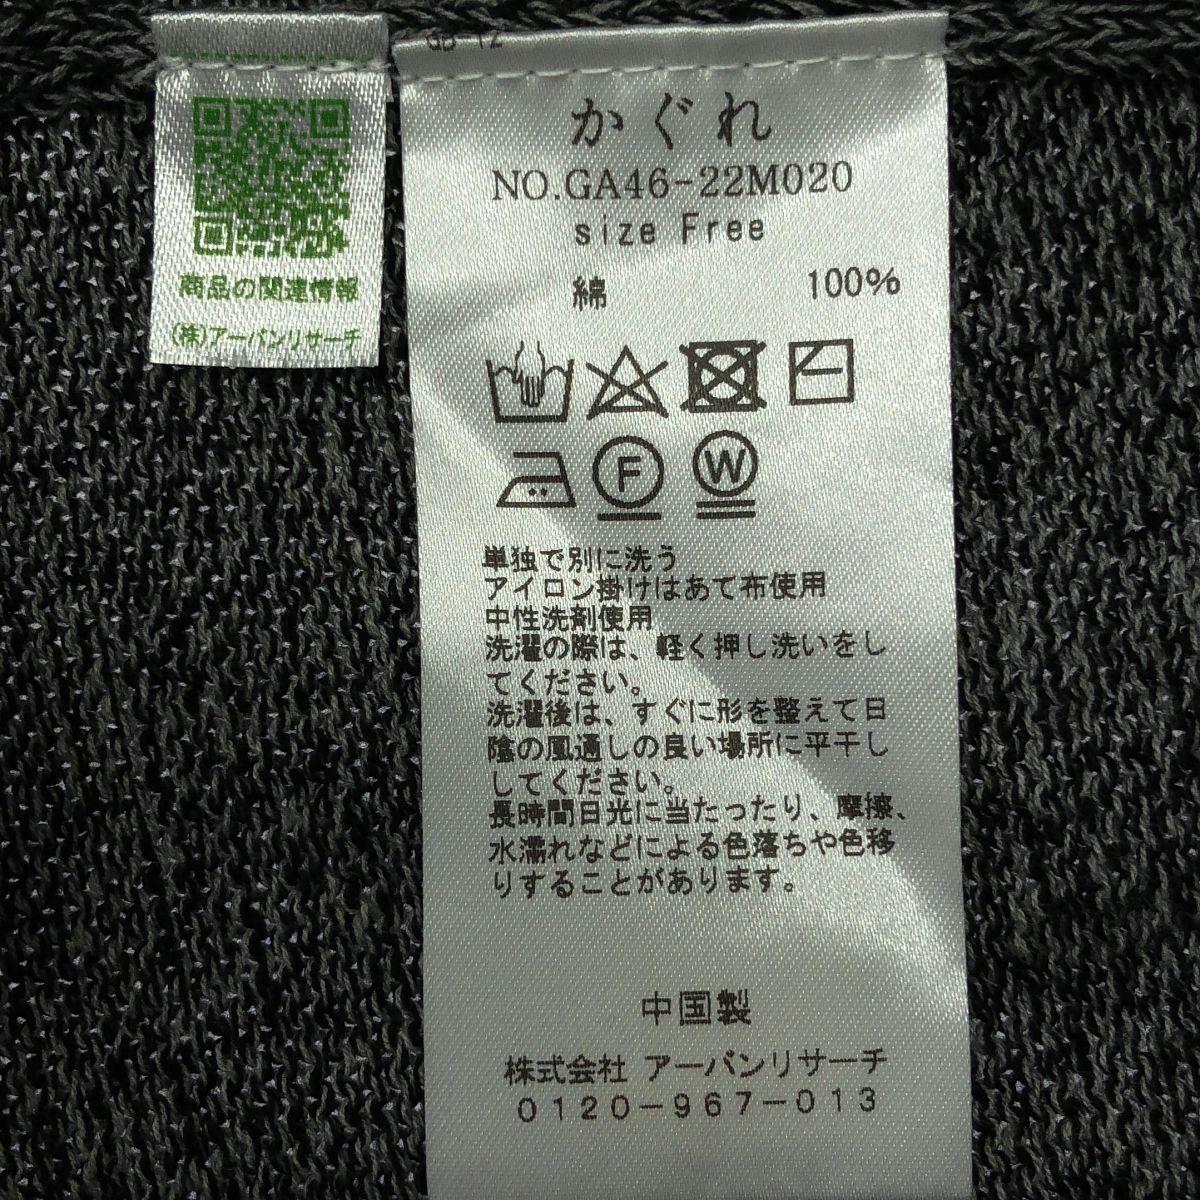 商品の関連情報
(株)アーバンリサーチ
かぐれ
NO.GA46-22M020
size Free
綿 100%
F
W
単独で別に洗う
アイロン掛けはあて布使用
中性洗剤使用
洗濯の際は、軽く押し洗いをし
てください。
洗濯後は、すぐに形を整えて日
陰の風通しの良い場所に平干し
してください。
長時間日光に当たったり、摩擦、
水濡れなどによる色落ちや色移
りすることがあります。
中国製
株式会社 アーバンリサーチ
0120-967-013